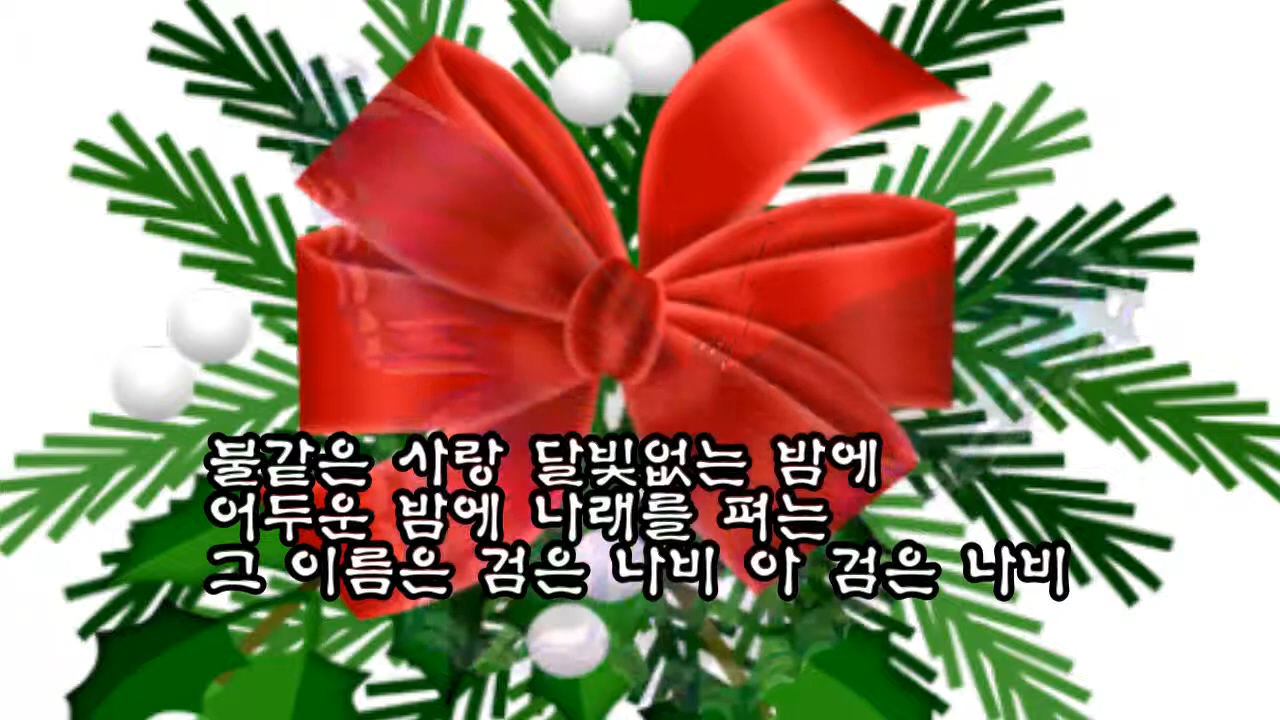 불같은 사랑 달빛없는 밤에
어두운 밤에 나래를 펴는
그 이름은 검은 나비 아 검은 나비